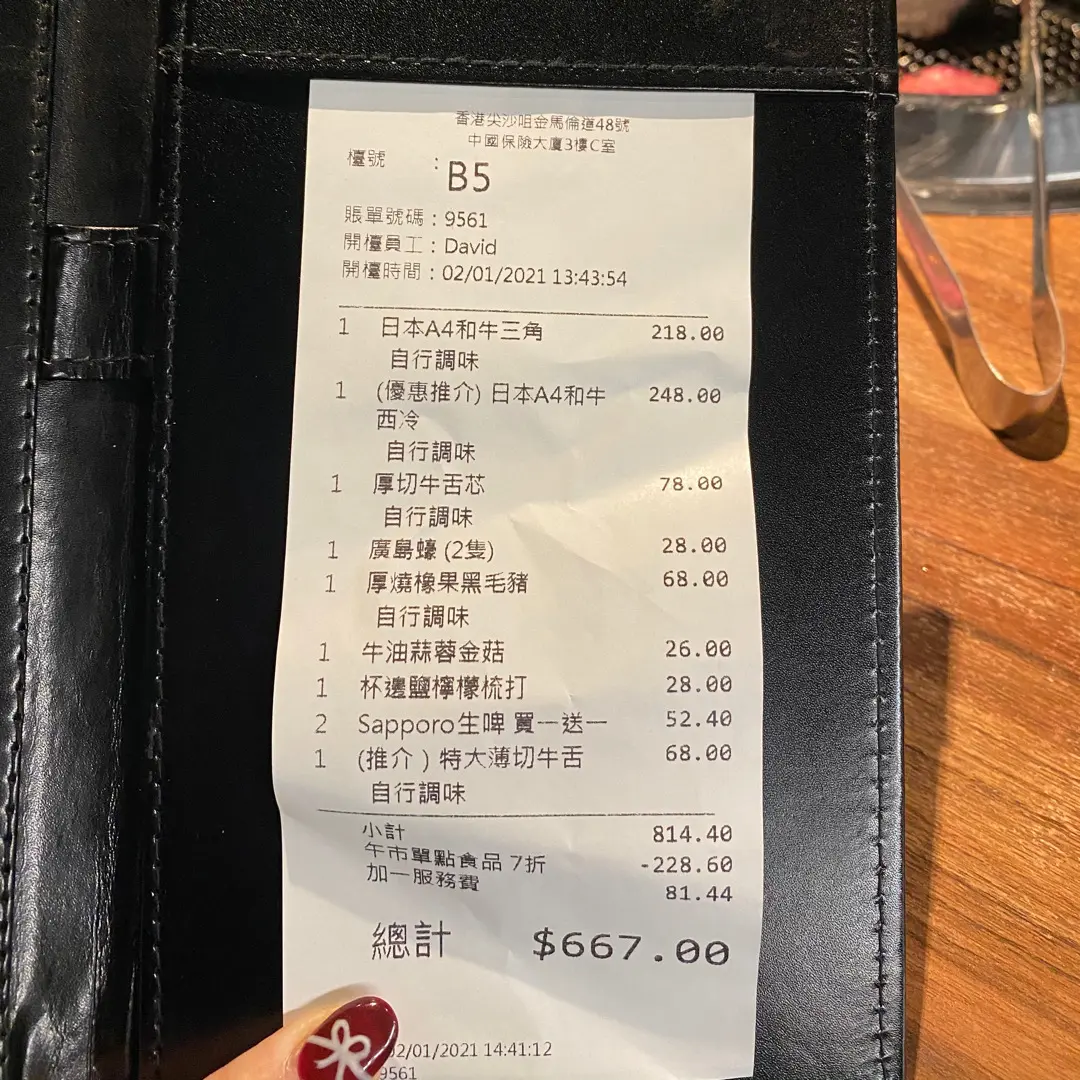 香港尖沙咀金馬倫道48號
中國保險大廈3樓C室
檯號 : B5
賬單號碼 : 9561
開檯員工 : David
開檯時間 : 02/01/2021 13:43:54
1 日本A4和牛三角 218.00
自行調味
1 (優惠推介) 日本A4和牛 248.00
西冷
自行調味
1 厚切牛舌芯 78.00
自行調味
1 廣島蠔 (2隻) 28.00
1 厚燒橡果黑毛豬 68.00
自行調味
1 牛油蒜蓉金菇 26.00
1 杯邊鹽檸檬梳打 28.00
2 Sapporo生啤 買一送一 52.40
1 (推介 ) 特大薄切牛舌 68.00
自行調味
小計 814.40
午市單點食品 7折 -228.60
加一服務費 81.44
總計 $667.00
02/01/2021 14:41:12
9561